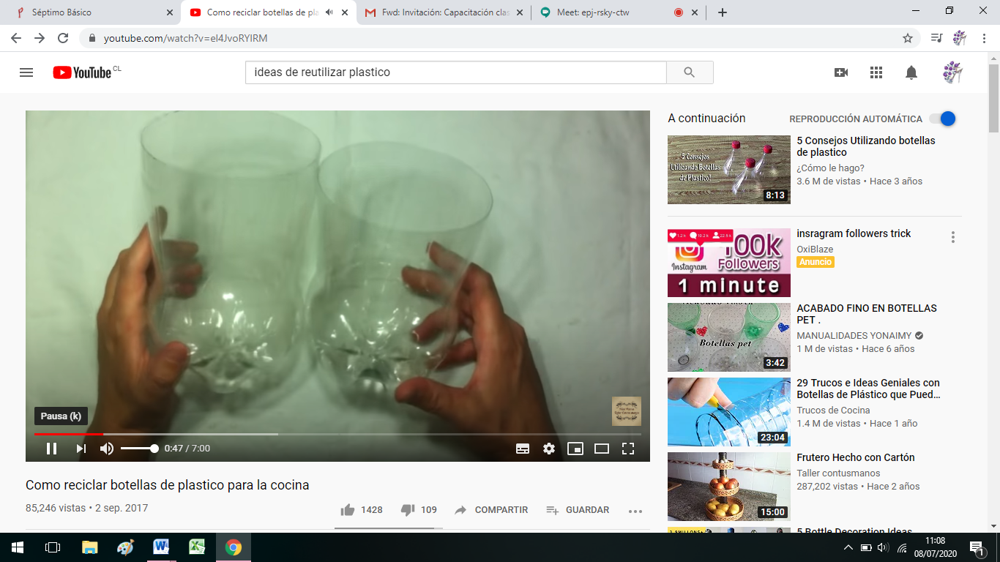 Séptimo Básico
Como reciclar botellas de pla
Fwd: Invitación: Capacitación clas
Meet: epj-rsky-ctw
youtube.com/watch?v=eI4JvoRYIRM
YouTube CL
ideas de reutilizar plastico
Pausa (k)
0:47 / 7:00
Como reciclar botellas de plastico para la cocina
85,246 vistas • 2 sep. 2017
1428
109
COMPARTIR
GUARDAR
A continuación
REPRODUCCIÓN AUTOMÁTICA
5 Consejos
Utilizando Botellas
de Plastico!
8:13
5 Consejos Utilizando botellas
de plastico
¿Cómo le hago?
3.6 M de vistas • Hace 3 años
100k
Instagram
Followers
1 minute
insragram followers trick
OxiBlaze
Anuncio
Botellas pet
3:42
ACABADO FINO EN BOTELLAS
PET .
MANUALIDADES YONAIMY
1 M de vistas • Hace 6 años
23:04
29 Trucos e Ideas Geniales con
Botellas de Plástico que Pued...
Trucos de Cocina
1.4 M de vistas • Hace 1 año
15:00
Frutero Hecho con Cartón
Taller contusmanos
287,202 vistas • Hace 2 años
5 Bottle Decoration Ideas
11:08
08/07/2020
1